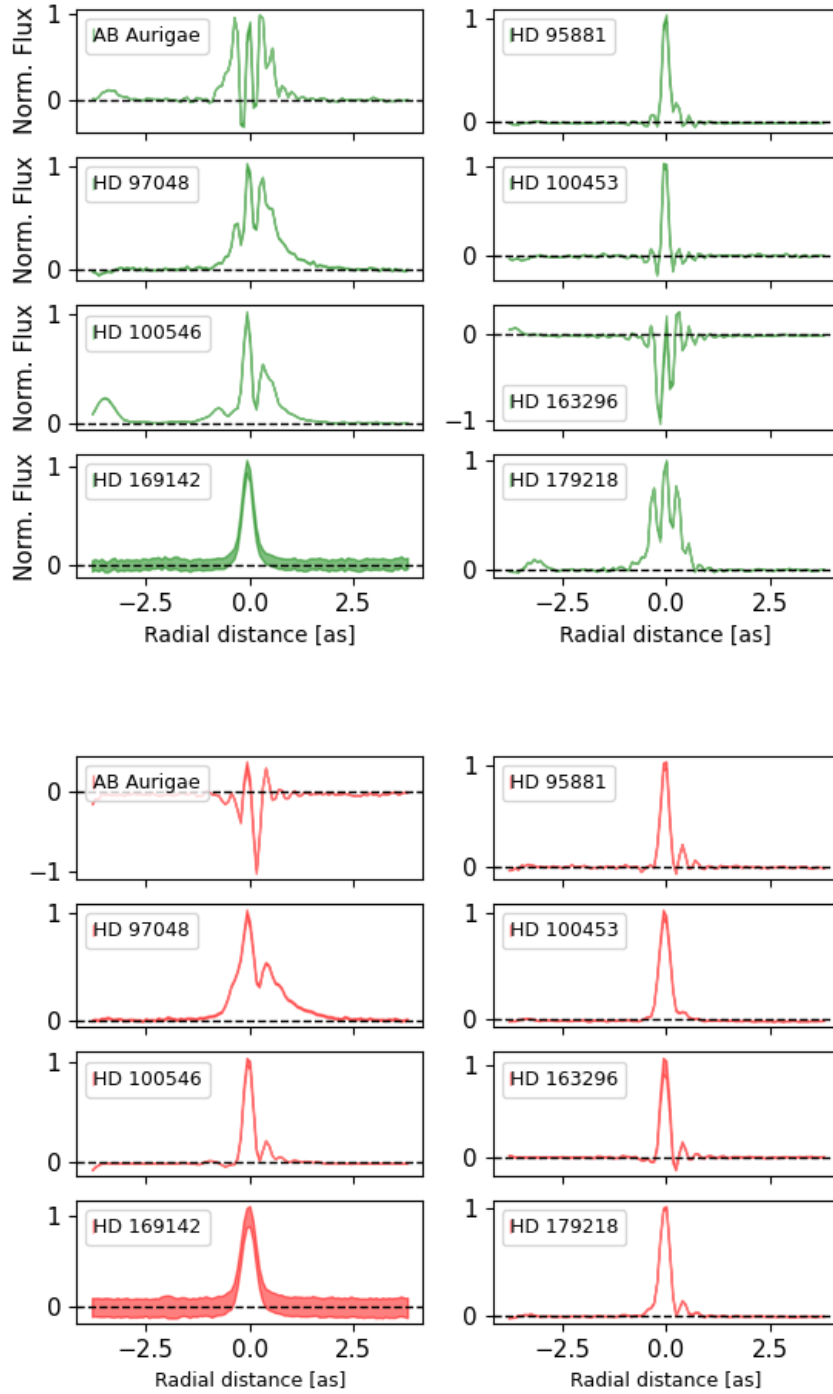 Norm. Flux
1
0
AB Aurigae
1
0
HD 95881
Norm. Flux
1
0
HD 97048
1
0
HD 100453
Norm. Flux
1
0
HD 100546
0
−1
HD 163296
Norm. Flux
1
0
HD 169142
1
0
HD 179218
−2.5 0.0 2.5
−2.5 0.0 2.5
Radial distance [as]
Radial distance [as]
0
−1
AB Aurigae
1
0
HD 95881
1
0
HD 97048
1
0
HD 100453
1
0
HD 100546
1
0
HD 163296
1
0
HD 169142
1
0
HD 179218
−2.5 0.0 2.5
−2.5 0.0 2.5
Radial distance [as]
Radial distance [as]